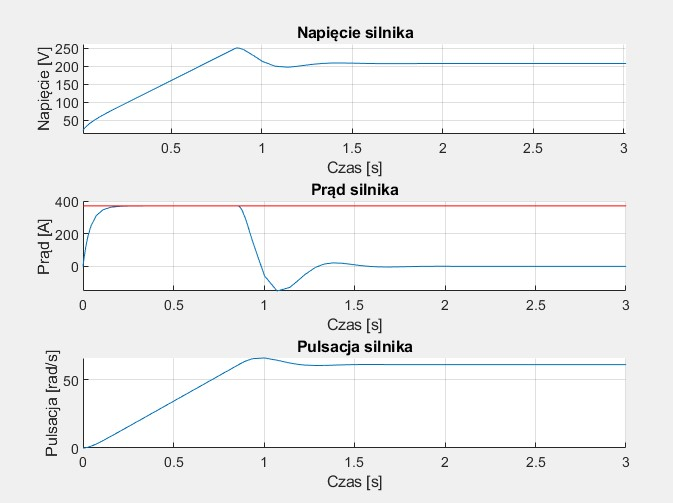 Napięcie silnika
Napięcie [V]
250
200
150
100
50
0.5 1 1.5 2 2.5 3
Czas [s]
Prąd silnika
Prąd [A]
400
200
0
0 0.5 1 1.5 2 2.5 3
Czas [s]
Pulsacja silnika
Pulsacja [rad/s]
50
0
0 0.5 1 1.5 2 2.5 3
Czas [s]